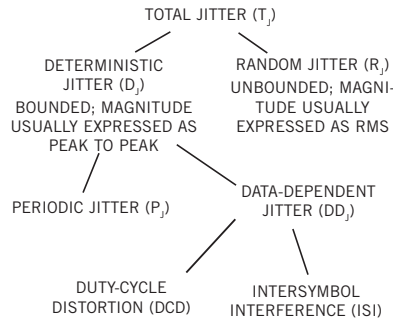 TOTAL JITTER (TJ)
DETERMINISTIC
JITTER (DJ)
BOUNDED; MAGNITUDE
USUALLY EXPRESSED AS
PEAK TO PEAK
RANDOM JITTER (RJ)
UNBOUNDED; MAGNI-
TUDE USUALLY
EXPRESSED AS RMS
PERIODIC JITTER (PJ)
DATA-DEPENDENT
JITTER (DDJ)
DUTY-CYCLE
DISTORTION (DCD)
INTERSYMBOL
INTERFERENCE (ISI)